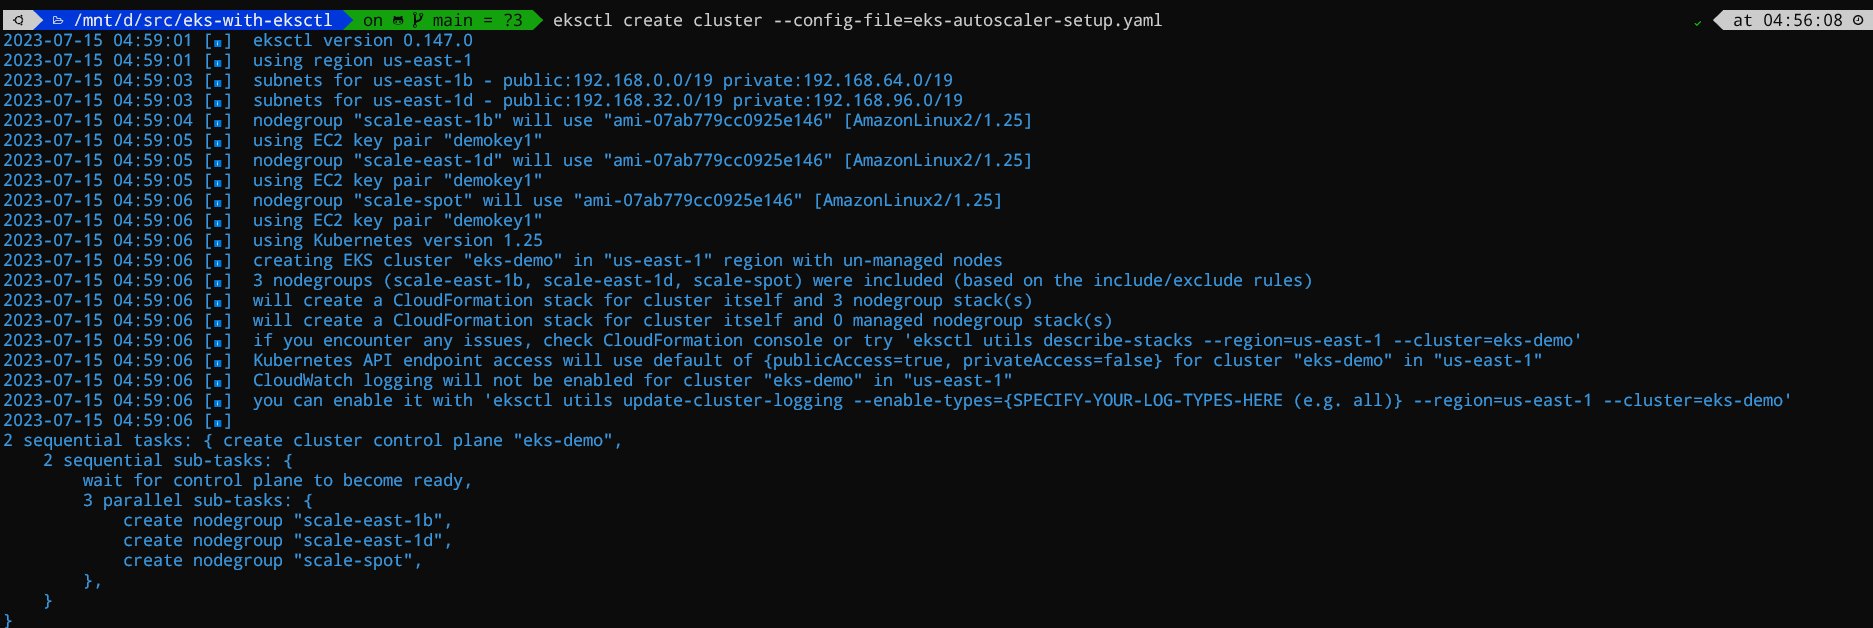 /mnt/d/src/eks-with-eksctl on main = ?3 eksctl create cluster --config-file=eks-autoscaler-setup.yaml ✓ at 04:56:08
2023-07-15 04:59:01 [ℹ]  eksctl version 0.147.0
2023-07-15 04:59:01 [ℹ]  using region us-east-1
2023-07-15 04:59:03 [ℹ]  subnets for us-east-1b - public:192.168.0.0/19 private:192.168.64.0/19
2023-07-15 04:59:03 [ℹ]  subnets for us-east-1d - public:192.168.32.0/19 private:192.168.96.0/19
2023-07-15 04:59:04 [ℹ]  nodegroup "scale-east-1b" will use "ami-07ab779cc0925e146" [AmazonLinux2/1.25]
2023-07-15 04:59:05 [ℹ]  using EC2 key pair "demokey1"
2023-07-15 04:59:05 [ℹ]  nodegroup "scale-east-1d" will use "ami-07ab779cc0925e146" [AmazonLinux2/1.25]
2023-07-15 04:59:05 [ℹ]  using EC2 key pair "demokey1"
2023-07-15 04:59:06 [ℹ]  nodegroup "scale-spot" will use "ami-07ab779cc0925e146" [AmazonLinux2/1.25]
2023-07-15 04:59:06 [ℹ]  using EC2 key pair "demokey1"
2023-07-15 04:59:06 [ℹ]  using Kubernetes version 1.25
2023-07-15 04:59:06 [ℹ]  creating EKS cluster "eks-demo" in "us-east-1" region with un-managed nodes
2023-07-15 04:59:06 [ℹ]  3 nodegroups (scale-east-1b, scale-east-1d, scale-spot) were included (based on the include/exclude rules)
2023-07-15 04:59:06 [ℹ]  will create a CloudFormation stack for cluster itself and 3 nodegroup stack(s)
2023-07-15 04:59:06 [ℹ]  will create a CloudFormation stack for cluster itself and 0 managed nodegroup stack(s)
2023-07-15 04:59:06 [ℹ]  if you encounter any issues, check CloudFormation console or try 'eksctl utils describe-stacks --region=us-east-1 --cluster=eks-demo'
2023-07-15 04:59:06 [ℹ]  Kubernetes API endpoint access will use default of {publicAccess=true, privateAccess=false} for cluster "eks-demo" in "us-east-1"
2023-07-15 04:59:06 [ℹ]  CloudWatch logging will not be enabled for cluster "eks-demo" in "us-east-1"
2023-07-15 04:59:06 [ℹ]  you can enable it with 'eksctl utils update-cluster-logging --enable-types={SPECIFY-YOUR-LOG-TYPES-HERE (e.g. all)} --region=us-east-1 --cluster=eks-demo'
2023-07-15 04:59:06 [ℹ]
2 sequential tasks: { create cluster control plane "eks-demo",
    2 sequential sub-tasks: {
        wait for control plane to become ready,
        3 parallel sub-tasks: {
            create nodegroup "scale-east-1b",
            create nodegroup "scale-east-1d",
            create nodegroup "scale-spot",
        },
    }
}